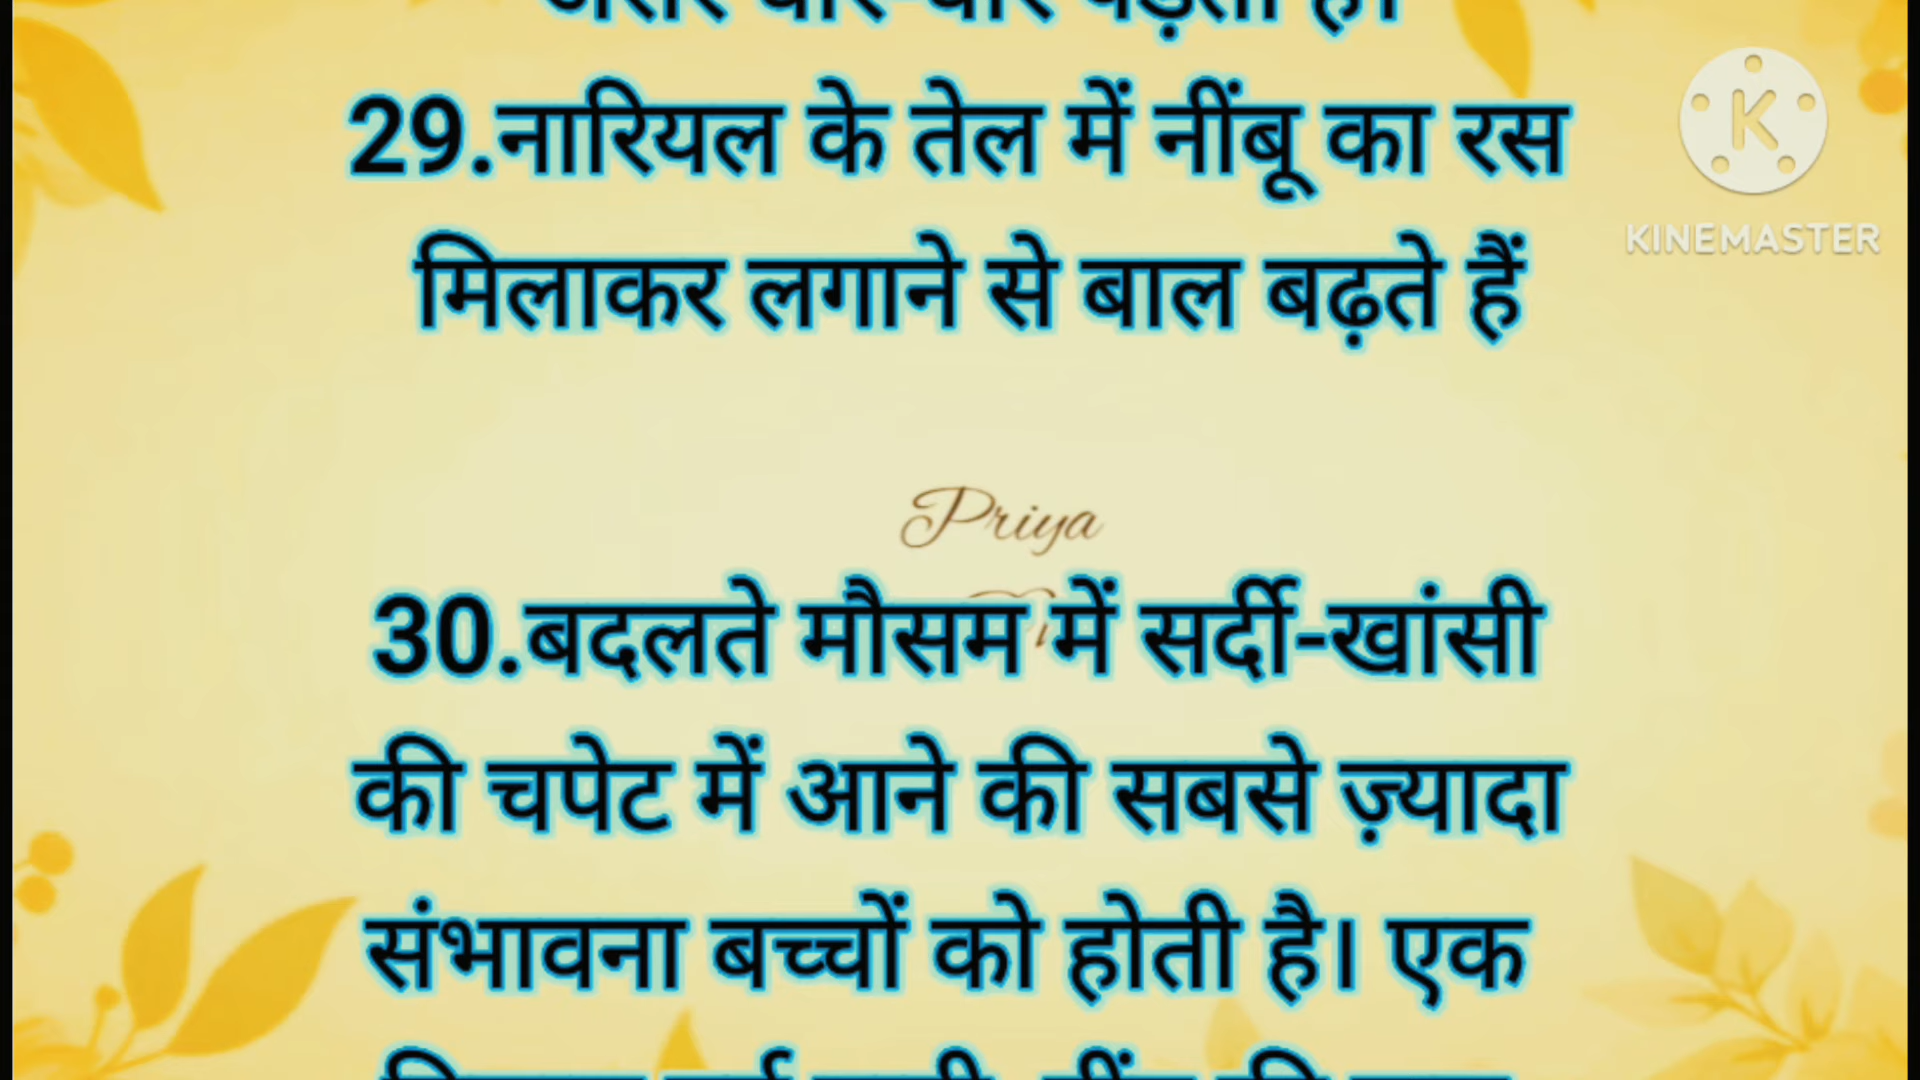 29.नारियल के तेल में नींबू का रस
मिलाकर लगाने से बाल बढ़ते हैं
KINEMASTER
Priya
30.बदलते मौसम में सर्दी-खांसी
की चपेट में आने की सबसे ज़्यादा
संभावना बच्चों को होती है। एक